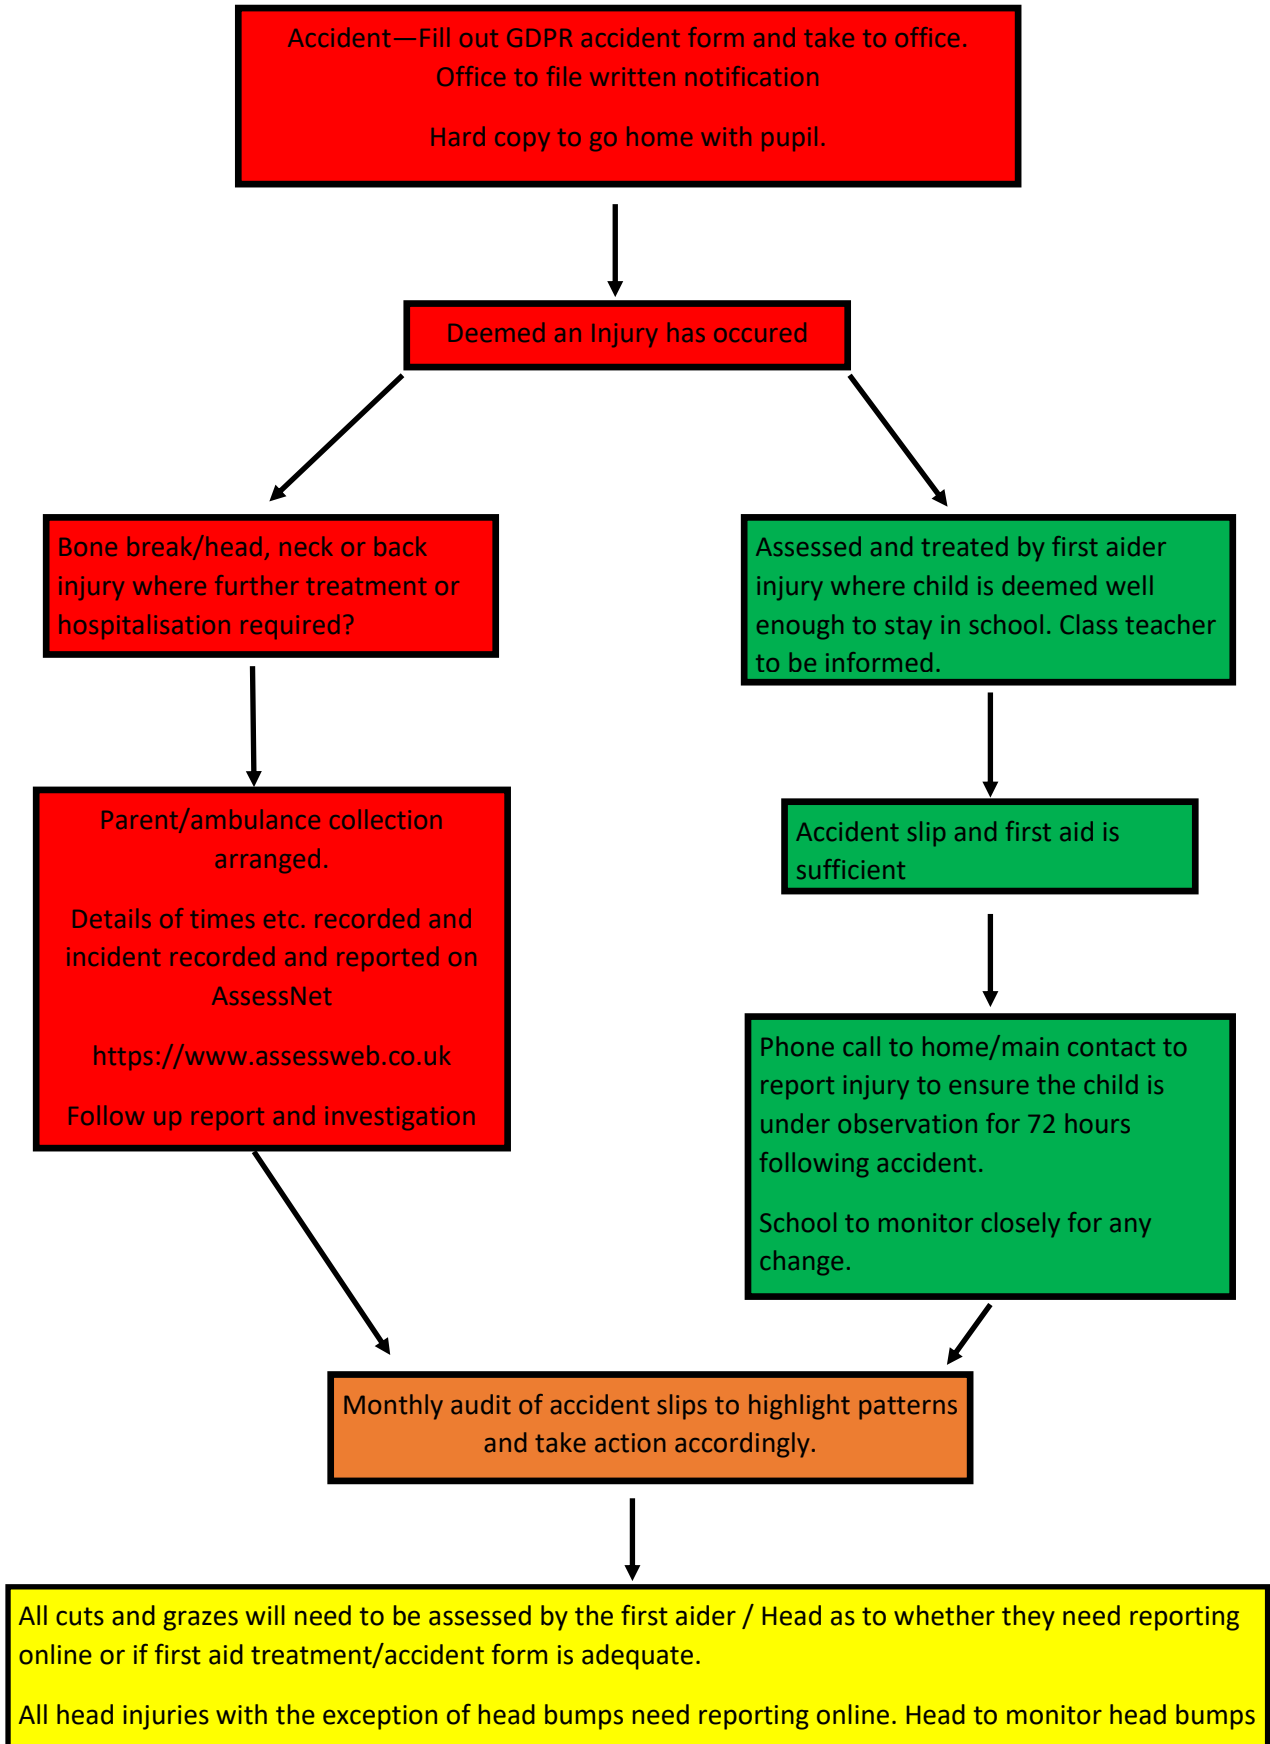 Accident—Fill out GDPR accident form and take to office.
Office to file written notification
Hard copy to go home with pupil.
Deemed an Injury has occured
Bone break/head, neck or back
injury where further treatment or
hospitalisation required?
Assessed and treated by first aider
injury where child is deemed well
enough to stay in school. Class teacher
to be informed.
Parent/ambulance collection
arranged.
Details of times etc. recorded and
incident recorded and reported on
AssessNet
https://www.assessweb.co.uk
Follow up report and investigation
Accident slip and first aid is
sufficient
Phone call to home/main contact to
report injury to ensure the child is
under observation for 72 hours
following accident.
School to monitor closely for any
change.
Monthly audit of accident slips to highlight patterns
and take action accordingly.
All cuts and grazes will need to be assessed by the first aider / Head as to whether they need reporting
online or if first aid treatment/accident form is adequate.
All head injuries with the exception of head bumps need reporting online. Head to monitor head bumps